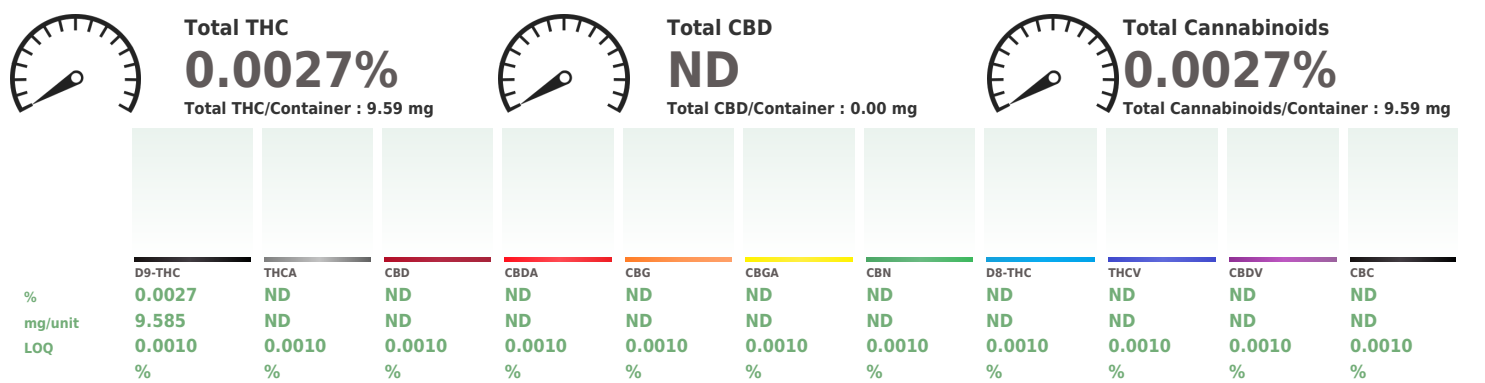 Total THC
0.0027%
Total THC/Container : 9.59 mg
Total CBD
ND
Total CBD/Container : 0.00 mg
Total Cannabinoids
0.0027%
Total Cannabinoids/Container : 9.59 mg
D9-THC THCA CBD CBDA CBG CBGA CBN D8-THC THCV CBDV CBC
% 0.0027 ND ND ND ND ND ND ND ND ND ND
mg/unit 9.585 ND ND ND ND ND ND ND ND ND ND
LOQ 0.0010 0.0010 0.0010 0.0010 0.0010 0.0010 0.0010 0.0010 0.0010 0.0010 0.0010
% % % % % % % % % % %